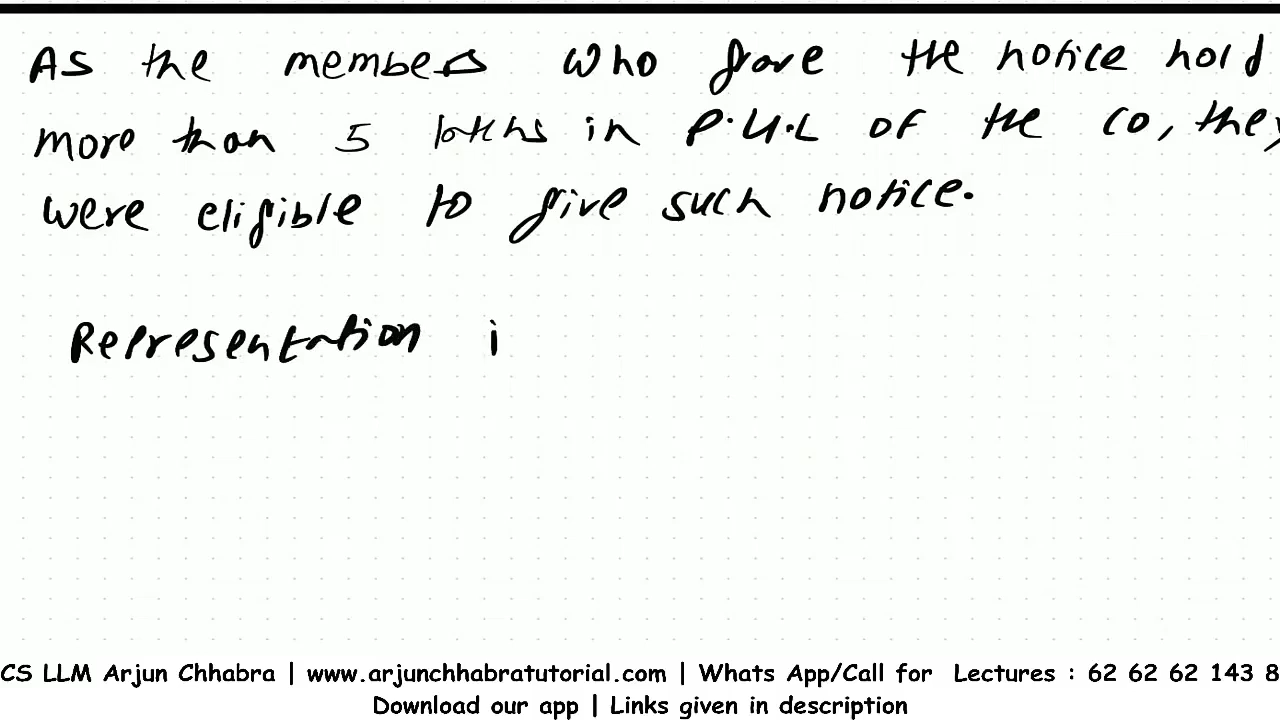 As the members who gave the notice hold
more than 5 lakhs in P.U.C of the co, they
were eligible to give such notice.
Representation i
CS LLM Arjun Chhabra | www.arjunchhabratutorial.com | Whats App/Call for Lectures : 62 62 62 143 8
Download our app | Links given in description